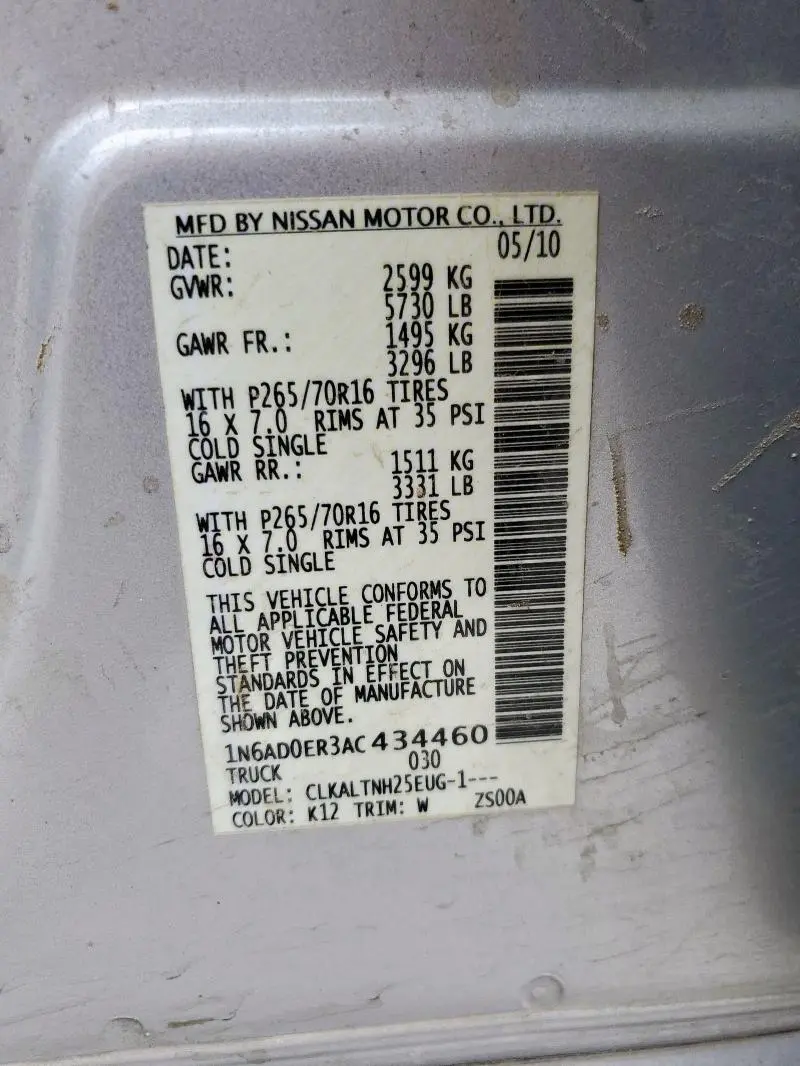 MFD BY NISSAN MOTOR CO., LTD.
DATE: 05/10
GVWR: 2599 KG
5730 LB
GAWR FR.: 1495 KG
3296 LB
WITH P265/70R16 TIRES
16 X 7.0 RIMS AT 35 PSI
COLD SINGLE
GAWR RR.: 1511 KG
3331 LB
WITH P265/70R16 TIRES
16 X 7.0 RIMS AT 35 PSI
COLD SINGLE
THIS VEHICLE CONFORMS TO
ALL APPLICABLE FEDERAL
MOTOR VEHICLE SAFETY AND
THEFT PREVENTION
STANDARDS IN EFFECT ON
THE DATE OF MANUFACTURE
SHOWN ABOVE.
1N6AD0ER3AC 434460
TRUCK 030
MODEL: CLKALTNH25EUG-1---
COLOR: K12 TRIM: W ZS00A